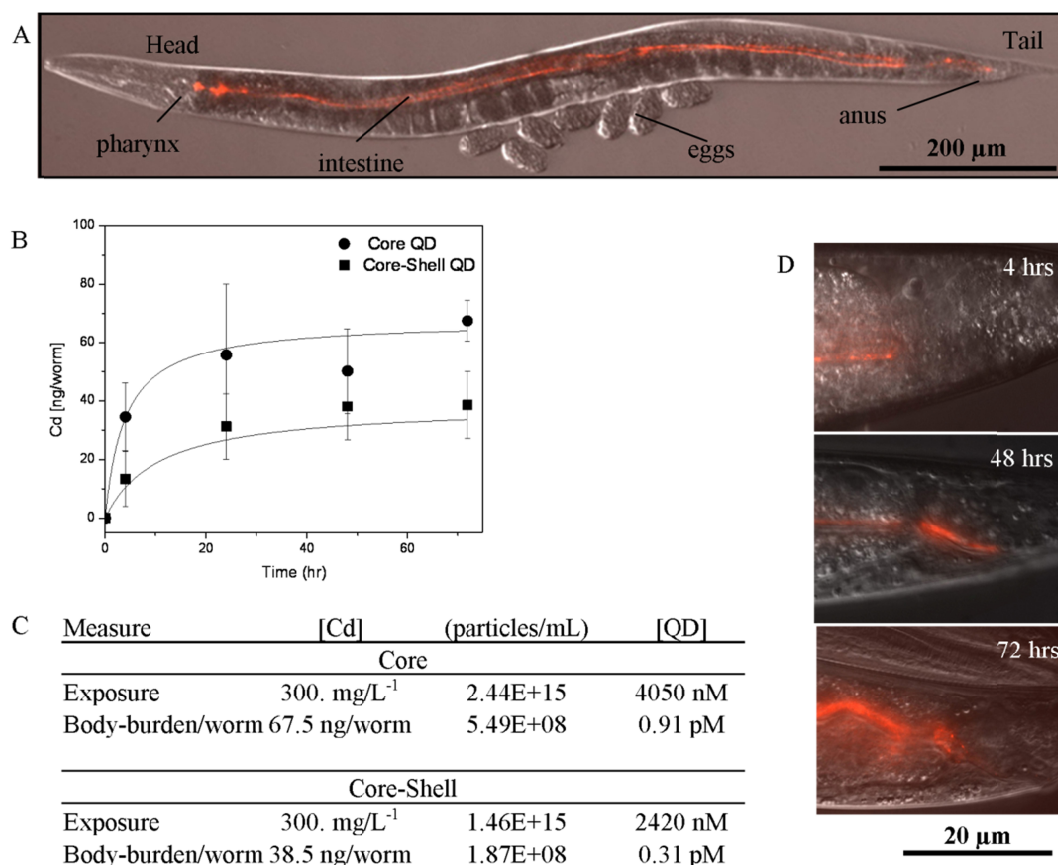 A
Head
Tail
pharynx
intestine
eggs
anus
200 µm
B
100
80
60
40
20
0
Cd [ng/worm]
Core QD
Core-Shell QD
0
20
40
60
Time (hr)
C
Measure [Cd] (particles/mL) [QD]
Core
Exposure 300. mg/L⁻¹ 2.44E+15 4050 nM
Body-burden/worm 67.5 ng/worm 5.49E+08 0.91 pM
Core-Shell
Exposure 300. mg/L⁻¹ 1.46E+15 2420 nM
Body-burden/worm 38.5 ng/worm 1.87E+08 0.31 pM
D
4 hrs
48 hrs
72 hrs
20 µm